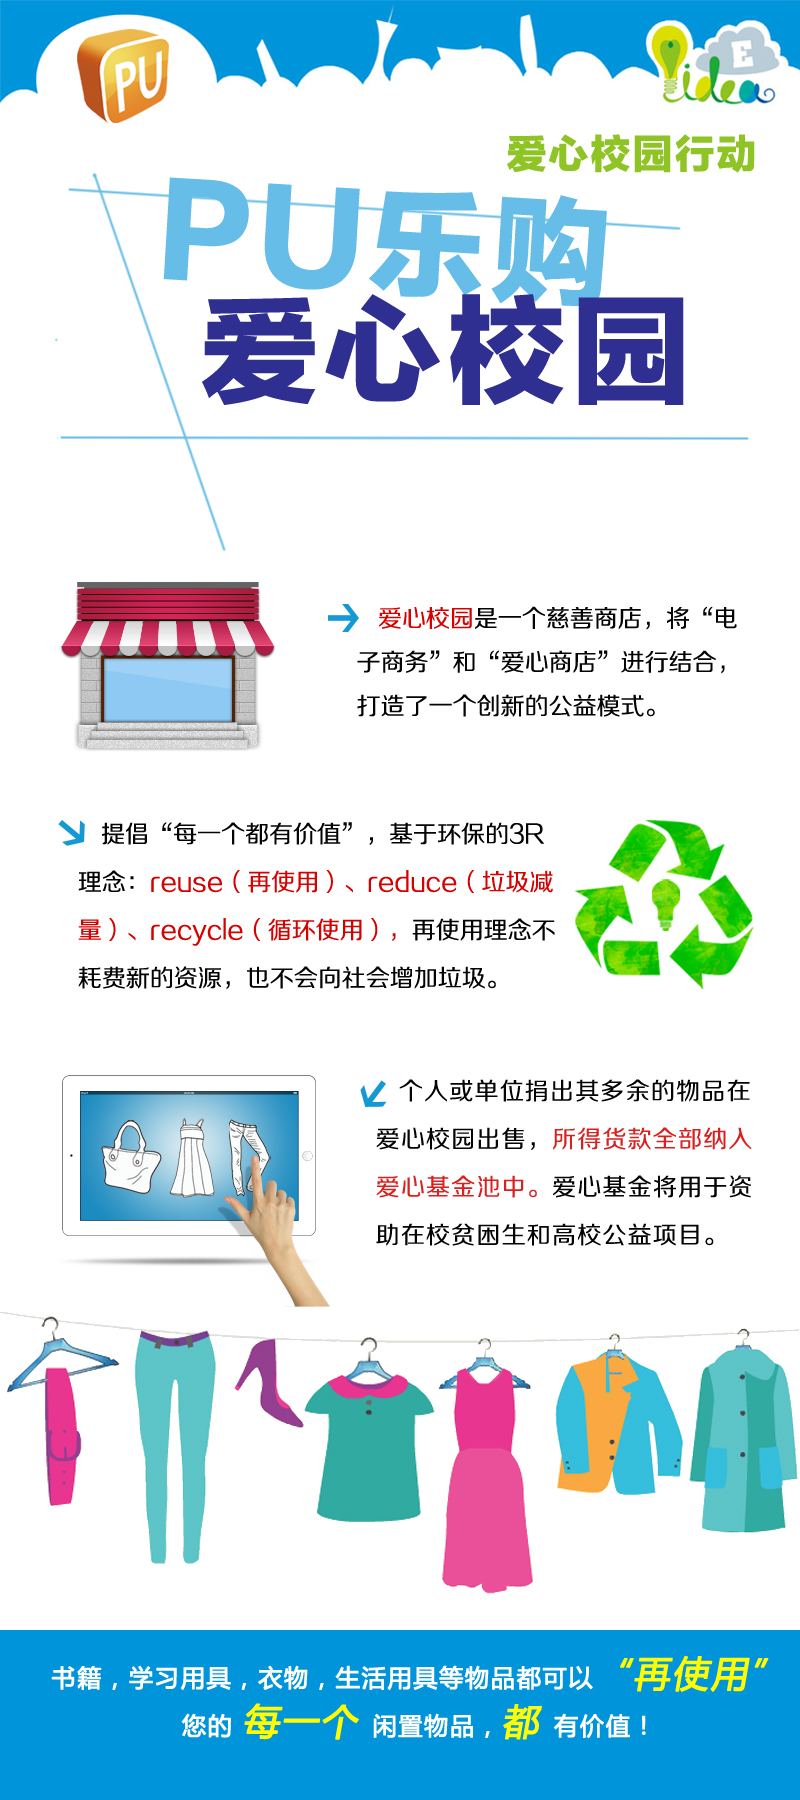 PU
E
idea
爱心校园行动
PU乐购
爱心校园
爱心校园是一个慈善商店，将“电
子商务”和“爱心商店”进行结合，
打造了一个创新的公益模式。
提倡“每一个都有价值”，基于环保的3R
理念：reuse（再使用）、reduce（垃圾减
量）、recycle（循环使用），再使用理念不
耗费新的资源，也不会向社会增加垃圾。
个人或单位捐出其多余的物品在
爱心校园出售，所得货款全部纳入
爱心基金池中。爱心基金将用于资
助在校贫困生和高校公益项目。
书籍，学习用具，衣物，生活用具等物品都可以“再使用”
您的每一个闲置物品，都有价值！